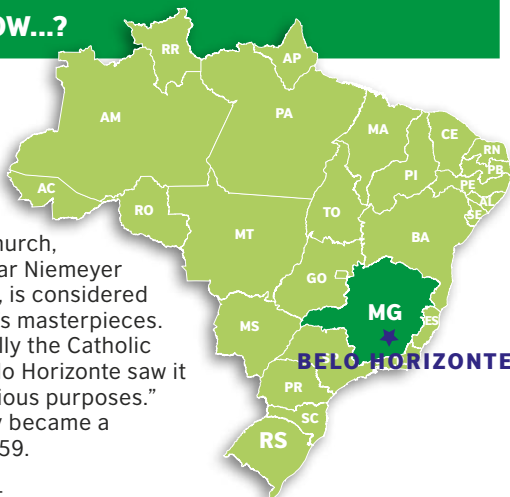 OW...?
RR
AP
AM
PA
MA
CE
RN
PB
PI
PE
AC
AL
SE
RO
TO
BA
MT
hurch,
ar Niemeyer
GO
, is considered
s masterpieces.
MG
MS
ES
lly the Catholic
BELO HORIZONTE
lo Horizonte saw it
ious purposes.”
PR
y became a
SC
59.
RS